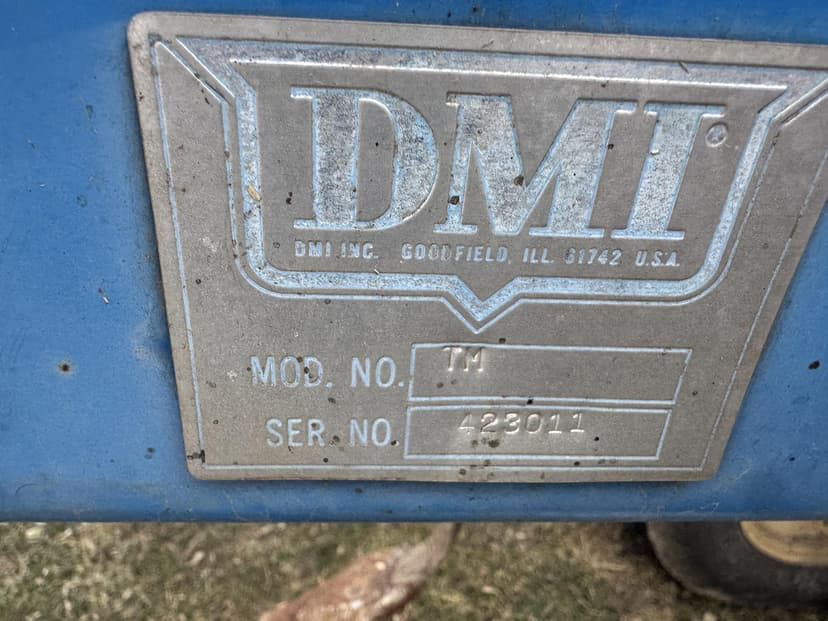 DMI®
DMI INC. GOODFIELD, ILL. 61742 U.S.A.
MOD. NO. TM
SER. NO. 423011